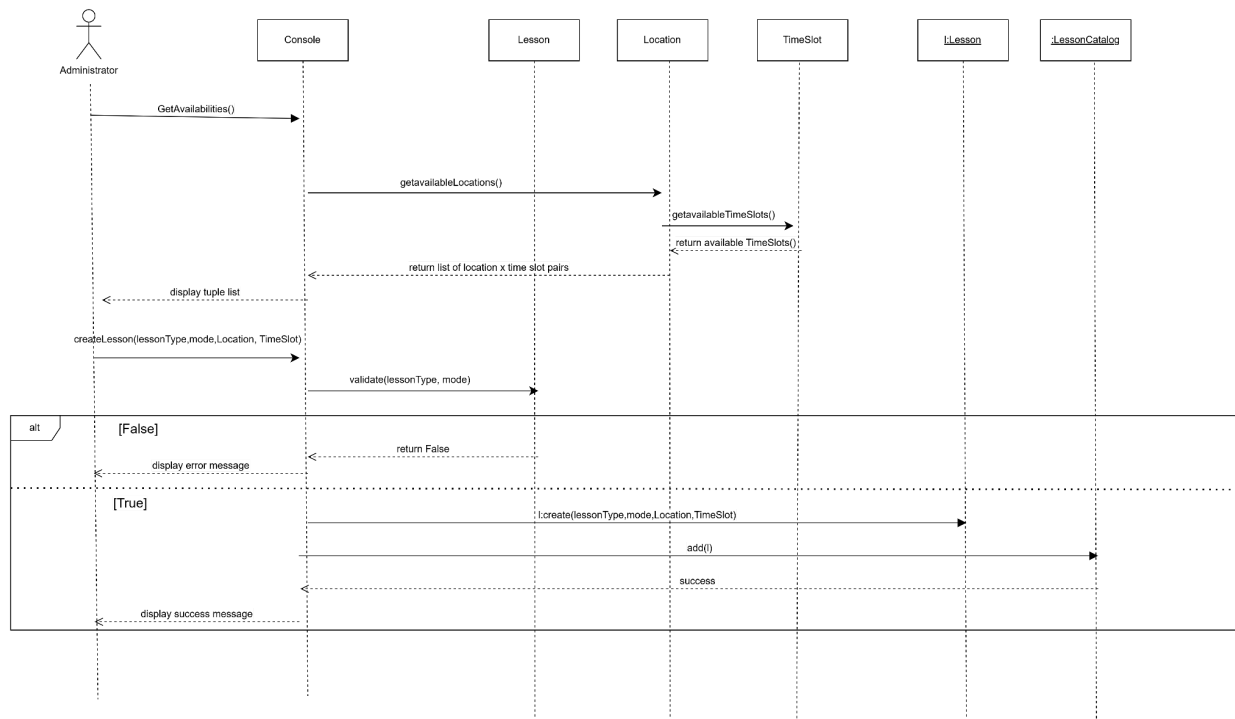 Administrator
Console
Lesson
Location
TimeSlot
l:Lesson
:LessonCatalog
GetAvailabilities()
getavailableLocations()
getavailableTimeSlots()
return available TimeSlots()
return list of location x time slot pairs
display tuple list
createLesson(lessonType,mode,Location, TimeSlot)
validate(lessonType, mode)
alt
[False]
return False
display error message
[True]
l:create(lessonType,mode,Location,TimeSlot)
add(l)
success
display success message